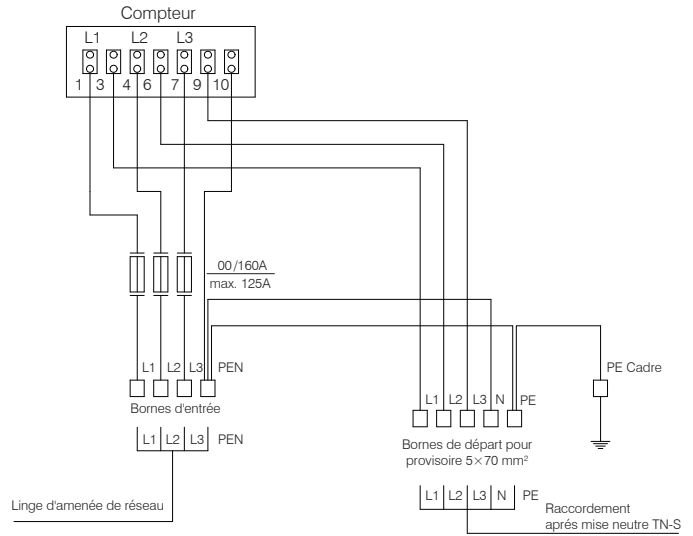 Compteur
L1 L2 L3
1 3 4 6 7 9 10
00/160A
max. 125A
L1 L2 L3 PEN
Bornes d'entrée
L1 L2 L3 PEN
Linge d'amenée de réseau
PE Cadre
L1 L2 L3 N PE
Bornes de départ pour
provisoire 5×70 mm²
L1 L2 L3 N PE
Raccordement
aprés mise neutre TN-S